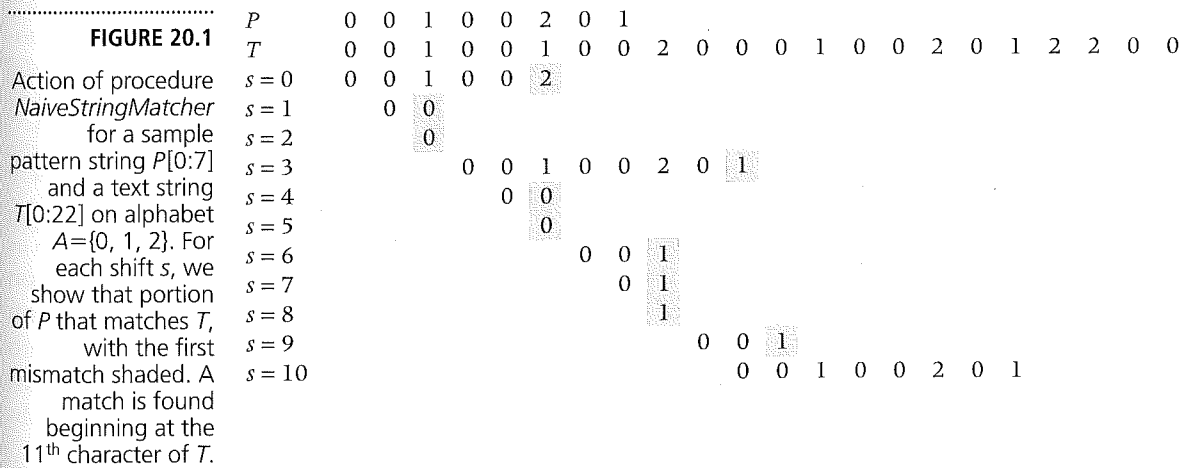 FIGURE 20.1
Action of procedure
NaiveStringMatcher
for a sample
pattern string P[0:7]
and a text string
T[0:22] on alphabet
A={0, 1, 2}. For
each shift s, we
show that portion
of P that matches T,
with the first
mismatch shaded. A
match is found
beginning at the
11th character of T.
P 0 0 1 0 0 2 0 1
T 0 0 1 0 0 1 0 0 2 0 0 0 1 0 0 2 0 1 2 2 0 0
s = 0 0 0 1 0 0 2
s = 1 0 0
s = 2 0
s = 3 0 0 1 0 0 2 0 1
s = 4 0 0
s = 5 0
s = 6 0 0 1
s = 7 0 1
s = 8 1
s = 9 0 0 1
s = 10 0 0 1 0 0 2 0 1